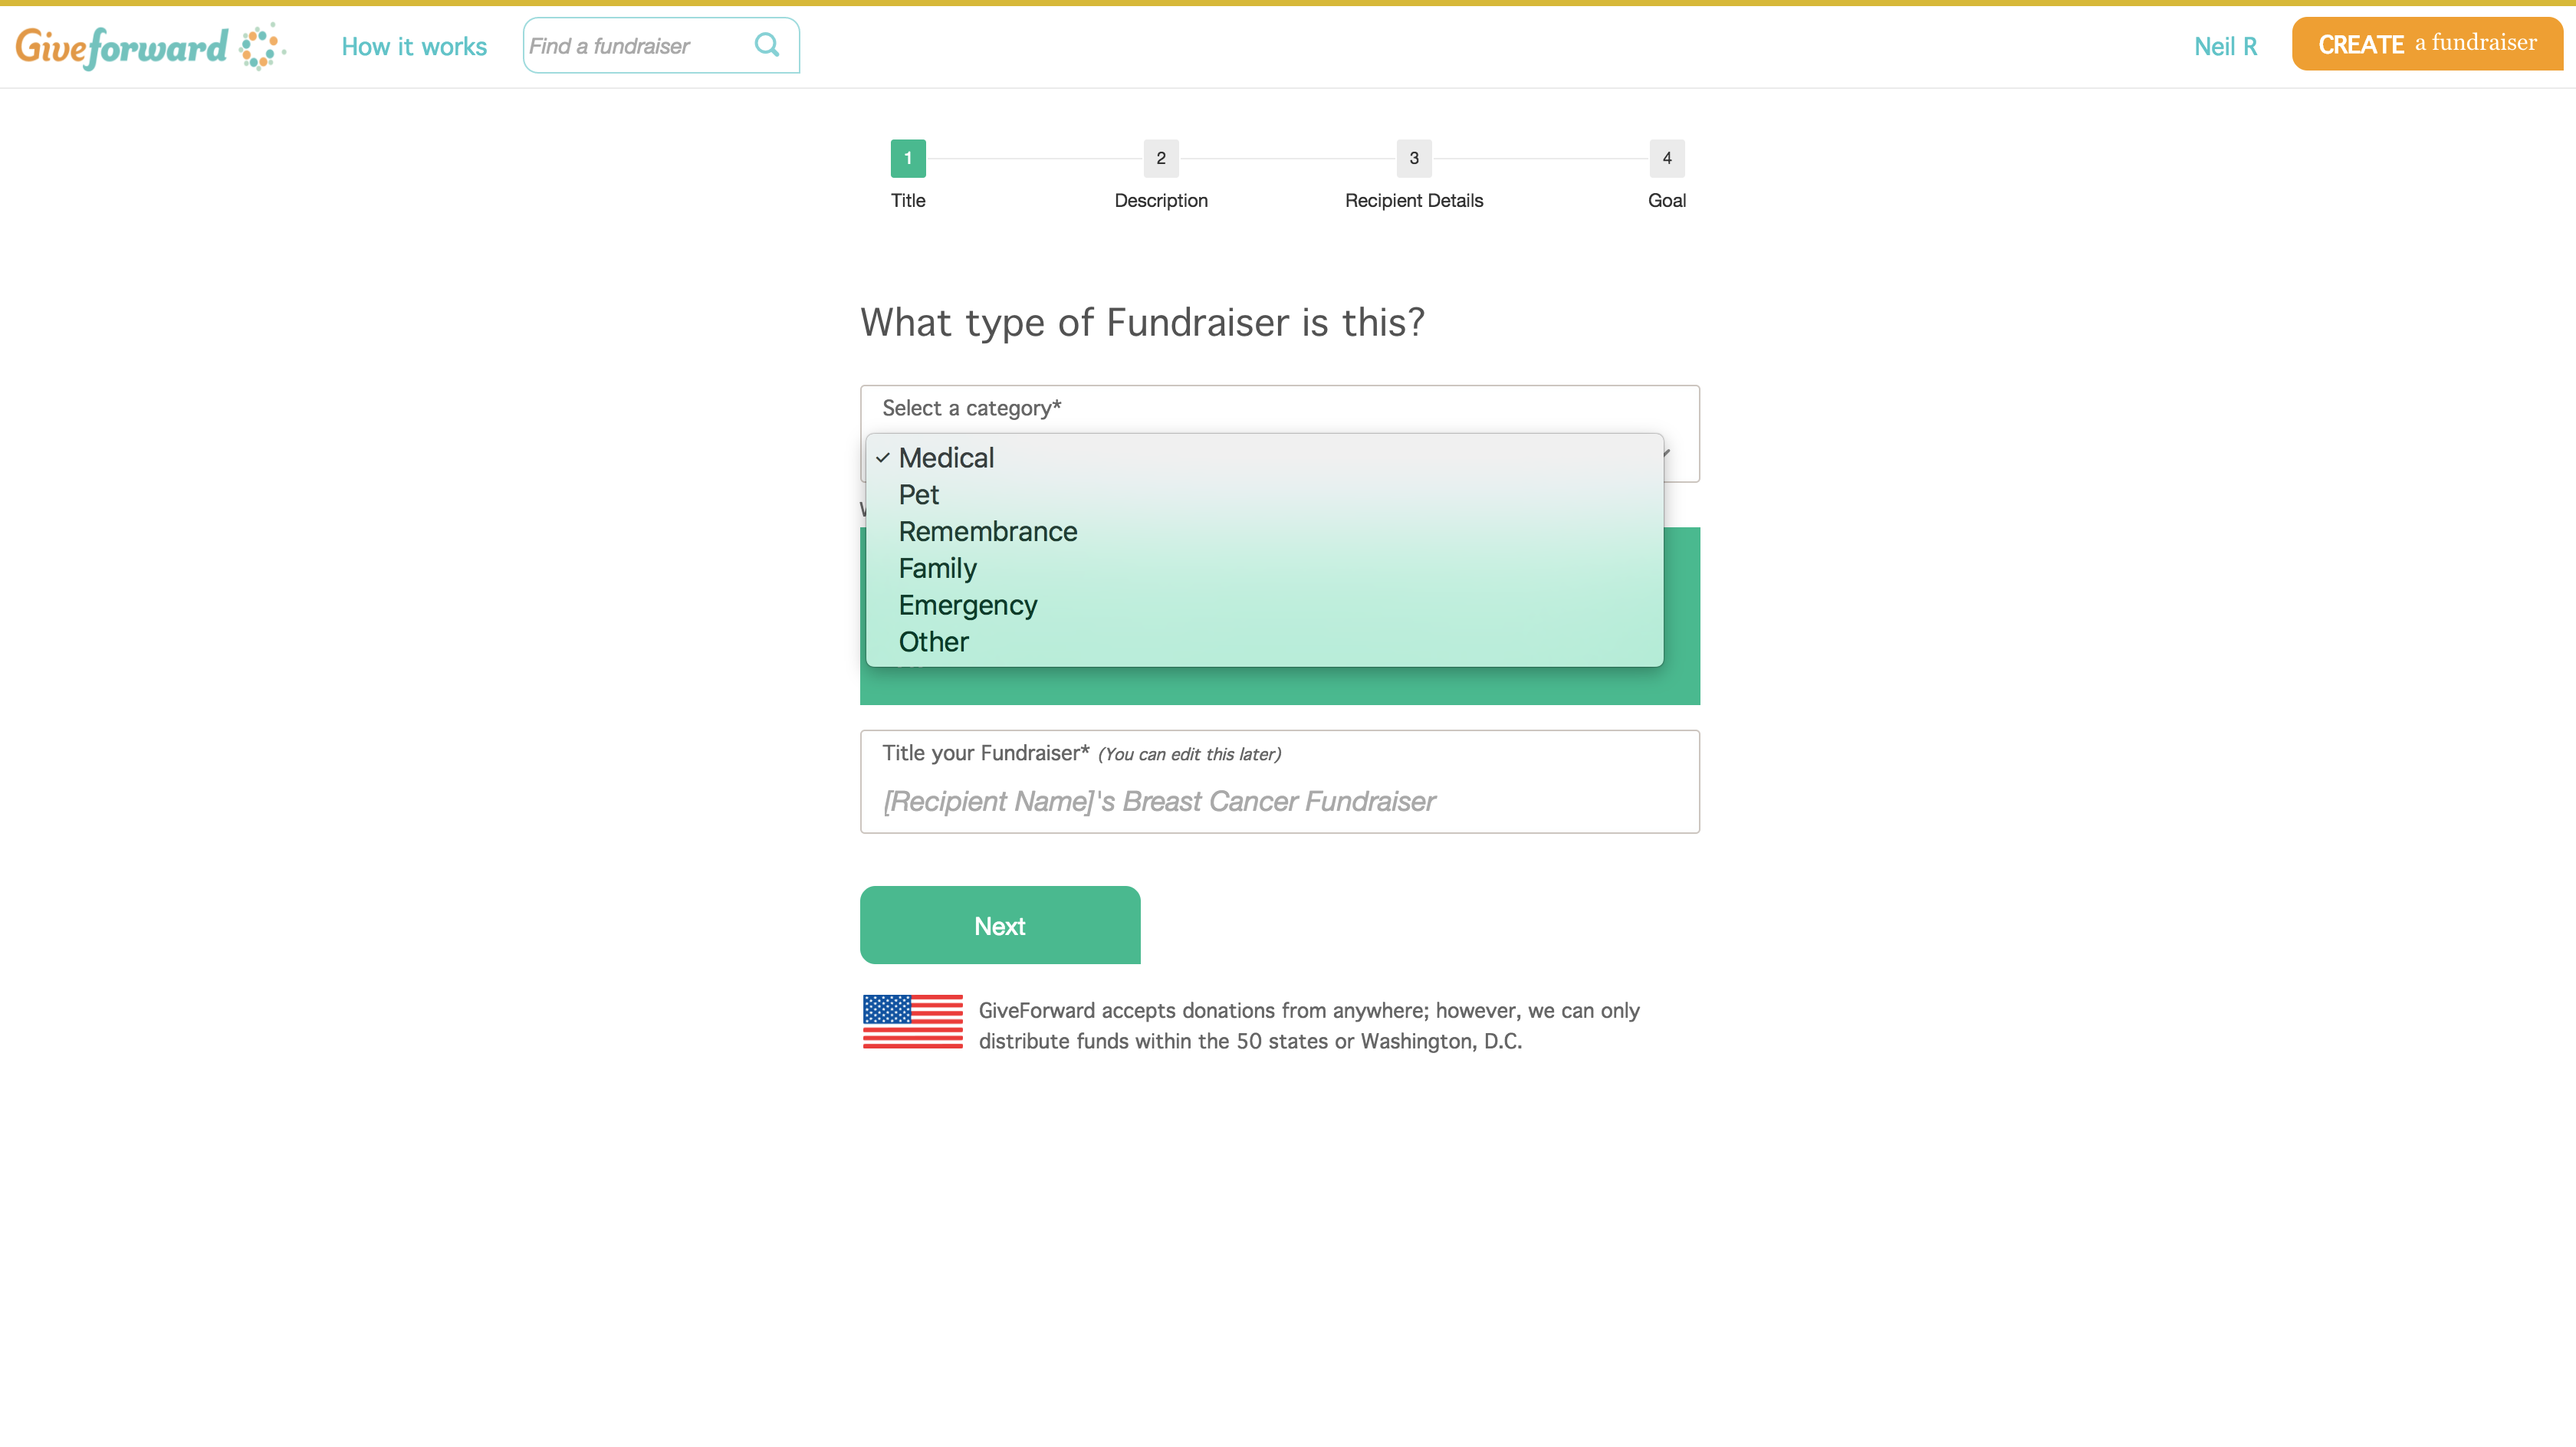 Giveforward
How it works
Find a fundraiser
Neil R
CREATE a fundraiser
1
2
3
4
Title
Description
Recipient Details
Goal
What type of Fundraiser is this?
Select a category*
✓ Medical
Pet
Remembrance
Family
Emergency
Other
Title your Fundraiser* (You can edit this later)
[Recipient Name]'s Breast Cancer Fundraiser
Next
GiveForward accepts donations from anywhere; however, we can only
distribute funds within the 50 states or Washington, D.C.